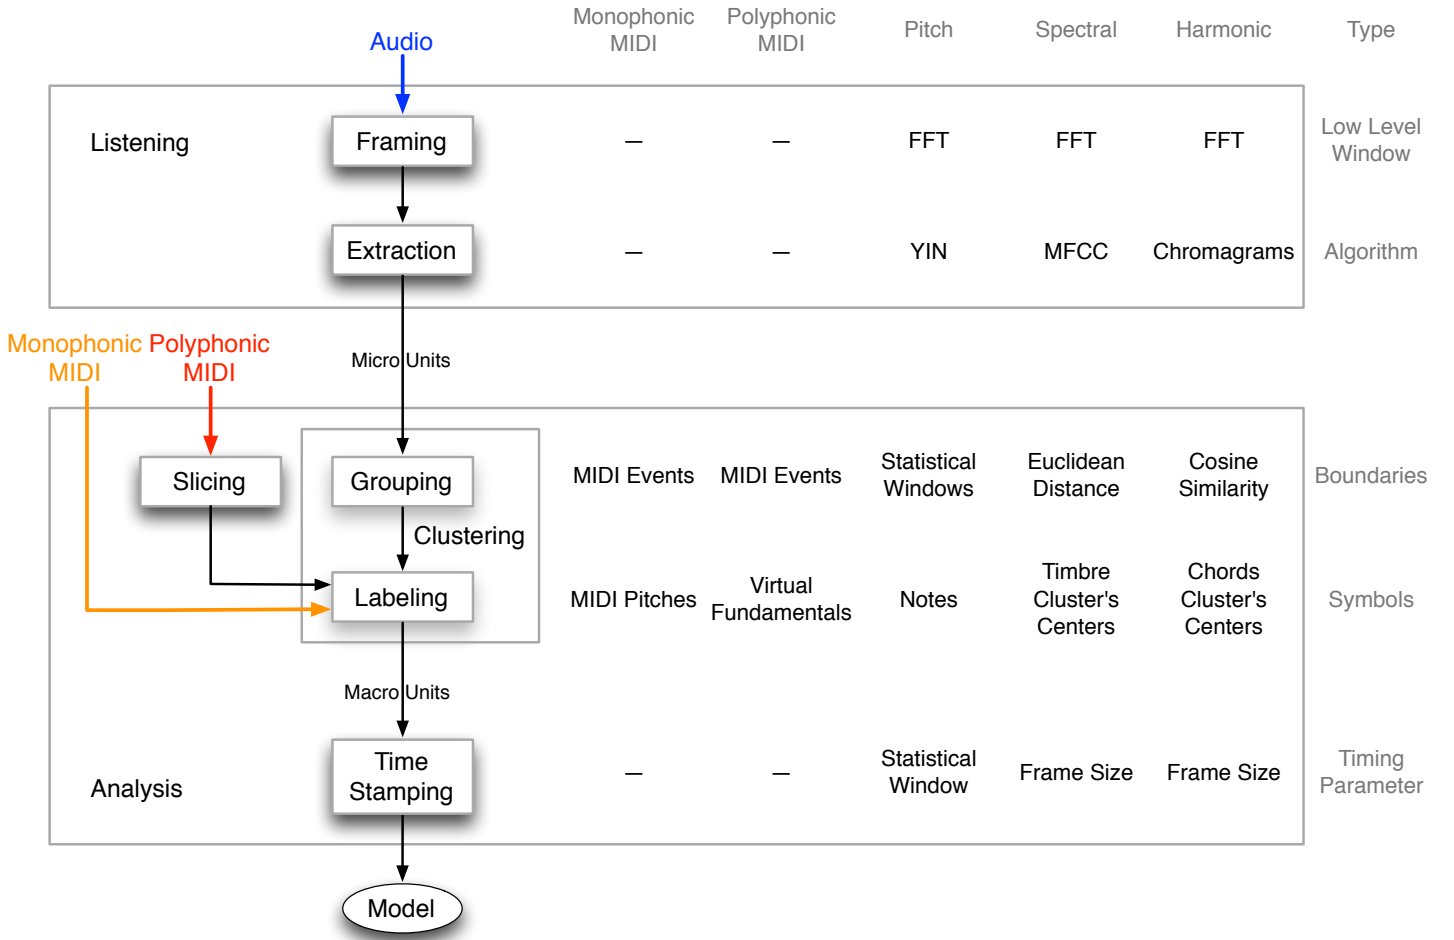 Monophonic
MIDI
Polyphonic
MIDI
Pitch
Spectral
Harmonic
Type
Audio
Listening
Framing
—
—
FFT
FFT
FFT
Low Level
Window
Extraction
—
—
YIN
MFCC
Chromagrams
Algorithm
Monophonic
MIDI
Polyphonic
MIDI
Micro Units
Slicing
Grouping
MIDI Events
MIDI Events
Statistical
Windows
Euclidean
Distance
Cosine
Similarity
Boundaries
Clustering
Labeling
MIDI Pitches
Virtual
Fundamentals
Notes
Timbre
Cluster's
Centers
Chords
Cluster's
Centers
Symbols
Macro Units
Analysis
Time
Stamping
—
—
Statistical
Window
Frame Size
Frame Size
Timing
Parameter
Model